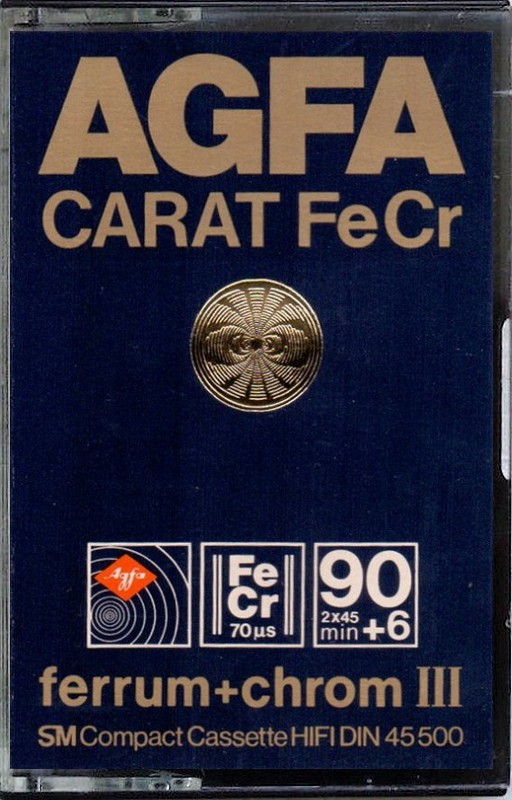 AGFA
CARAT FeCr
Agfa
Fe
Cr
70µs
90
2x45
min +6
ferrum+chrom III
SM Compact Cassette HIFI DIN 45 500